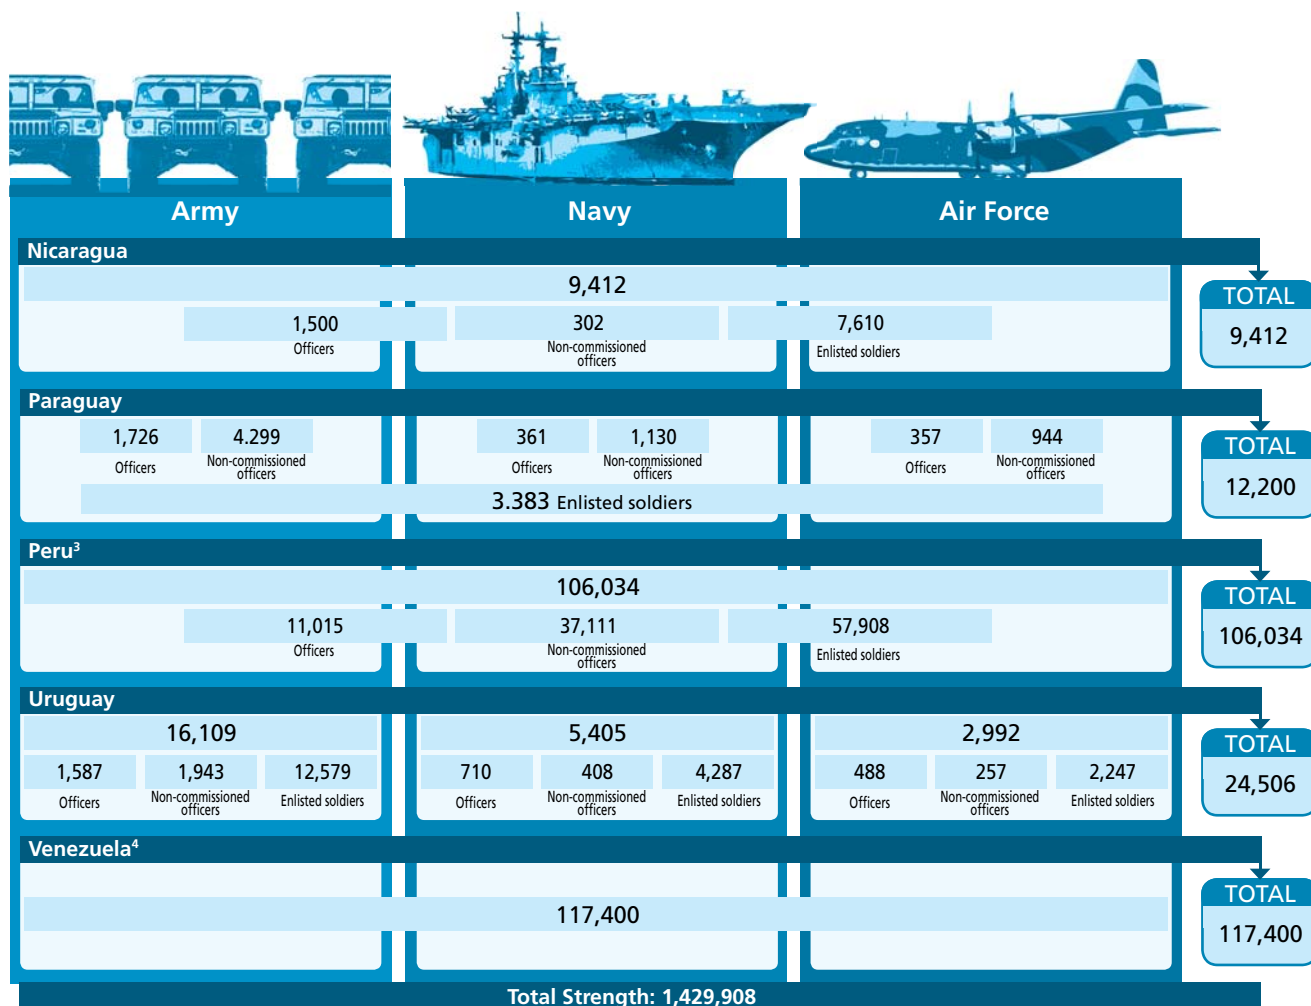 Army Navy Air Force
Nicaragua
9,412
TOTAL
9,412
1,500 302 7,610
Officers Non-commissioned officers Enlisted soldiers
Paraguay
1,726 4.299 361 1,130 357 944
Officers Non-commissioned officers Officers Non-commissioned officers Officers Non-commissioned officers
3.383 Enlisted soldiers
TOTAL
12,200
Peru³
106,034
TOTAL
106,034
11,015 37,111 57,908
Officers Non-commissioned officers Enlisted soldiers
Uruguay
16,109 5,405 2,992
TOTAL
24,506
1,587 1,943 12,579 710 408 4,287 488 257 2,247
Officers Non-commissioned officers Enlisted soldiers Officers Non-commissioned officers Enlisted soldiers Officers Non-commissioned officers Enlisted soldiers
Venezuela⁴
117,400
TOTAL
117,400
Total Strength: 1,429,908